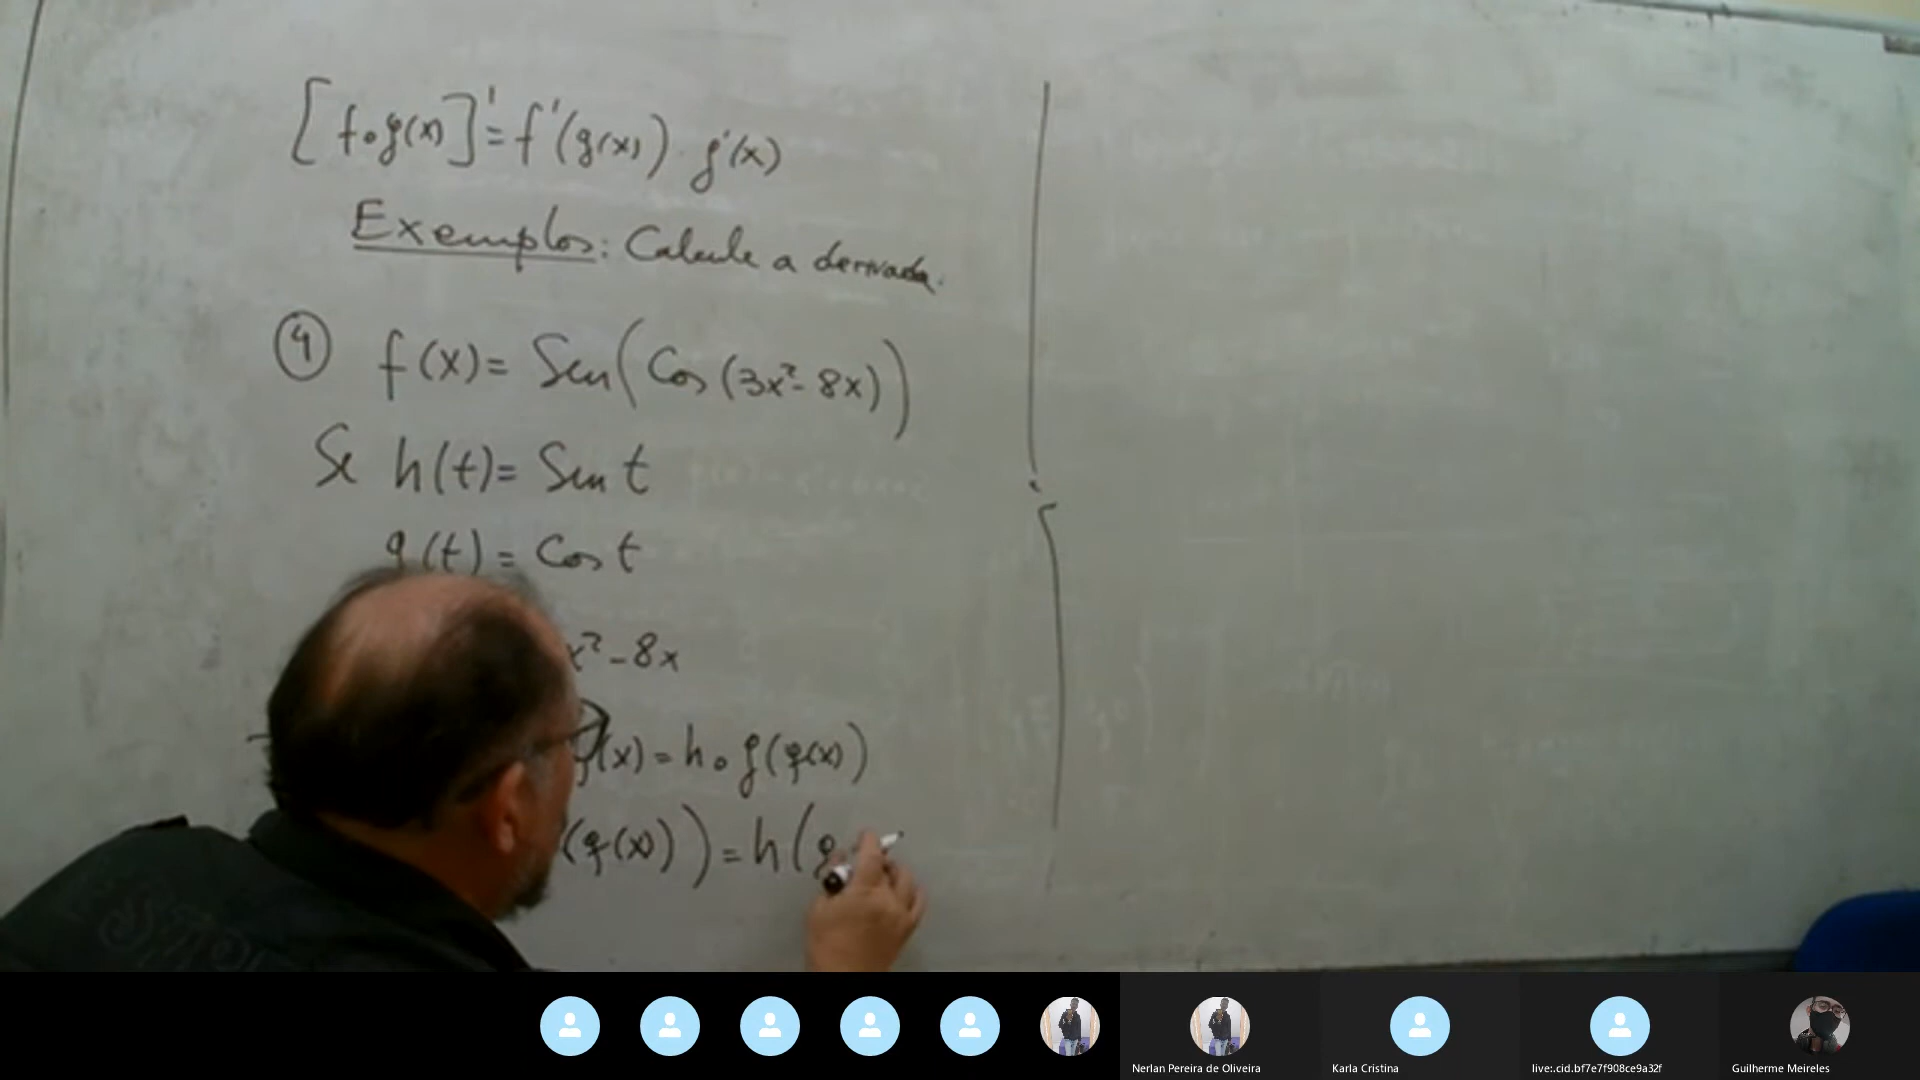 [f∘g(x)]' = f'(g(x)) g'(x)
Exemplos: Calcule a derivada.
4 f(x) = Sen(Cos(3x²-8x))
Se h(t) = Sen t
g(t) = Cos t
x² - 8x
(x) = h∘g(q(x))
(q(x))) = h(g
Nerlan Pereira de Oliveira
Karla Cristina
live:.cid.bf7e7f908ce9a32f
Guilherme Meireles